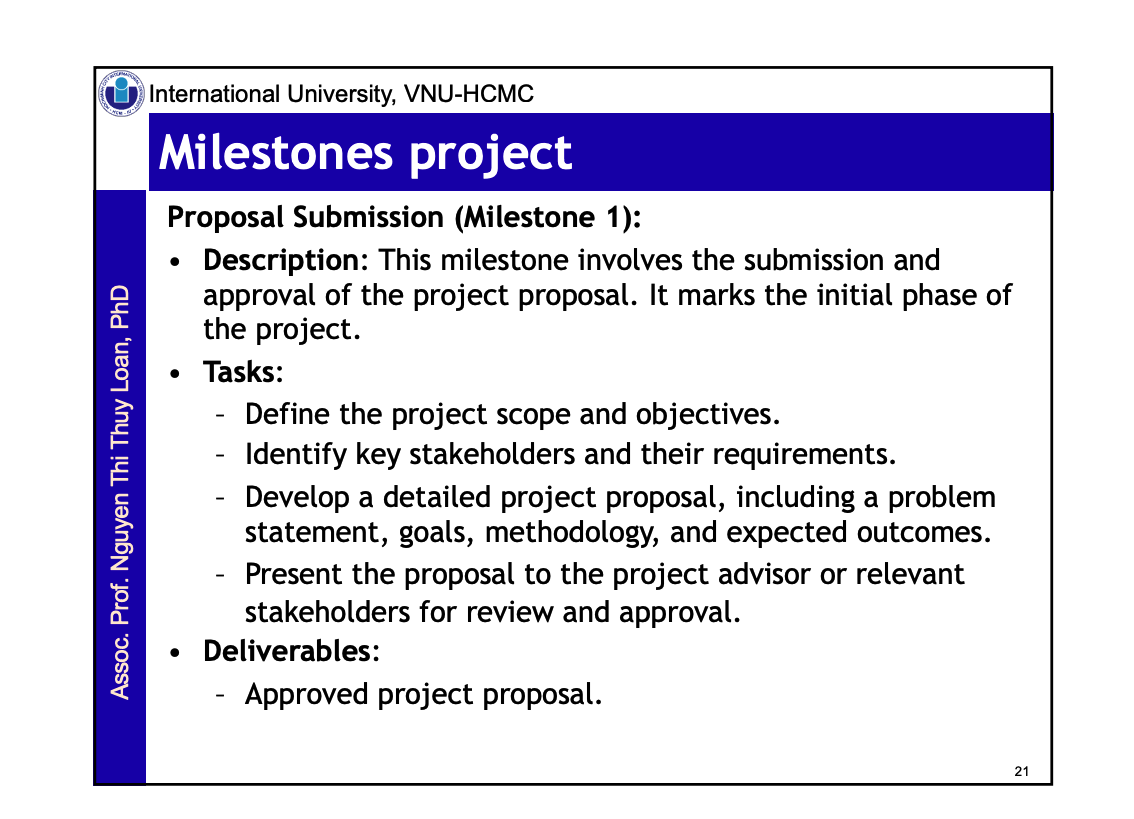 International University, VNU-HCMC
Milestones project
Assoc. Prof. Nguyen Thi Thuy Loan, PhD
Proposal Submission (Milestone 1):
• Description: This milestone involves the submission and
approval of the project proposal. It marks the initial phase of
the project.
• Tasks:
– Define the project scope and objectives.
– Identify key stakeholders and their requirements.
– Develop a detailed project proposal, including a problem
statement, goals, methodology, and expected outcomes.
– Present the proposal to the project advisor or relevant
stakeholders for review and approval.
• Deliverables:
– Approved project proposal.
21